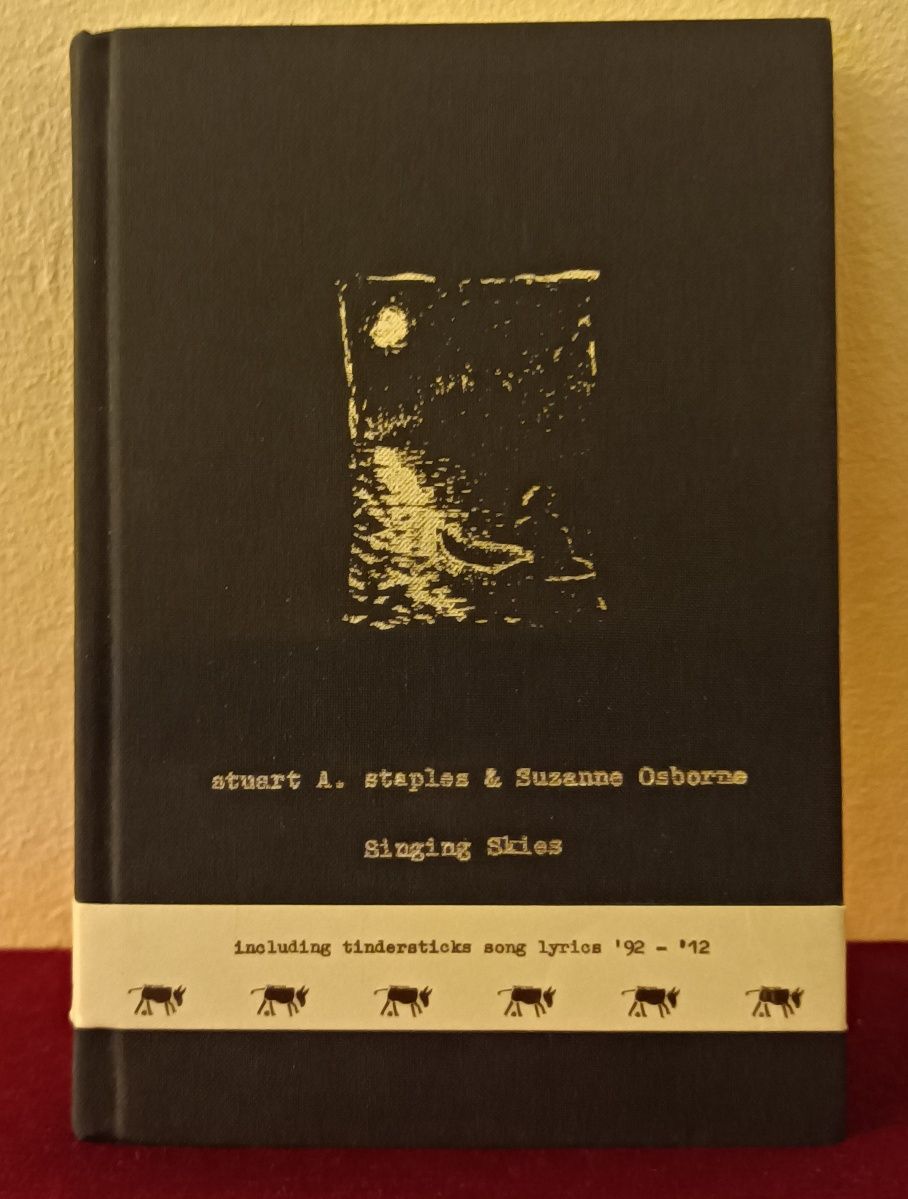 stuart A. staples & Suzanne Osborne
Singing Skies
including tindersticks song lyrics '92 - '12